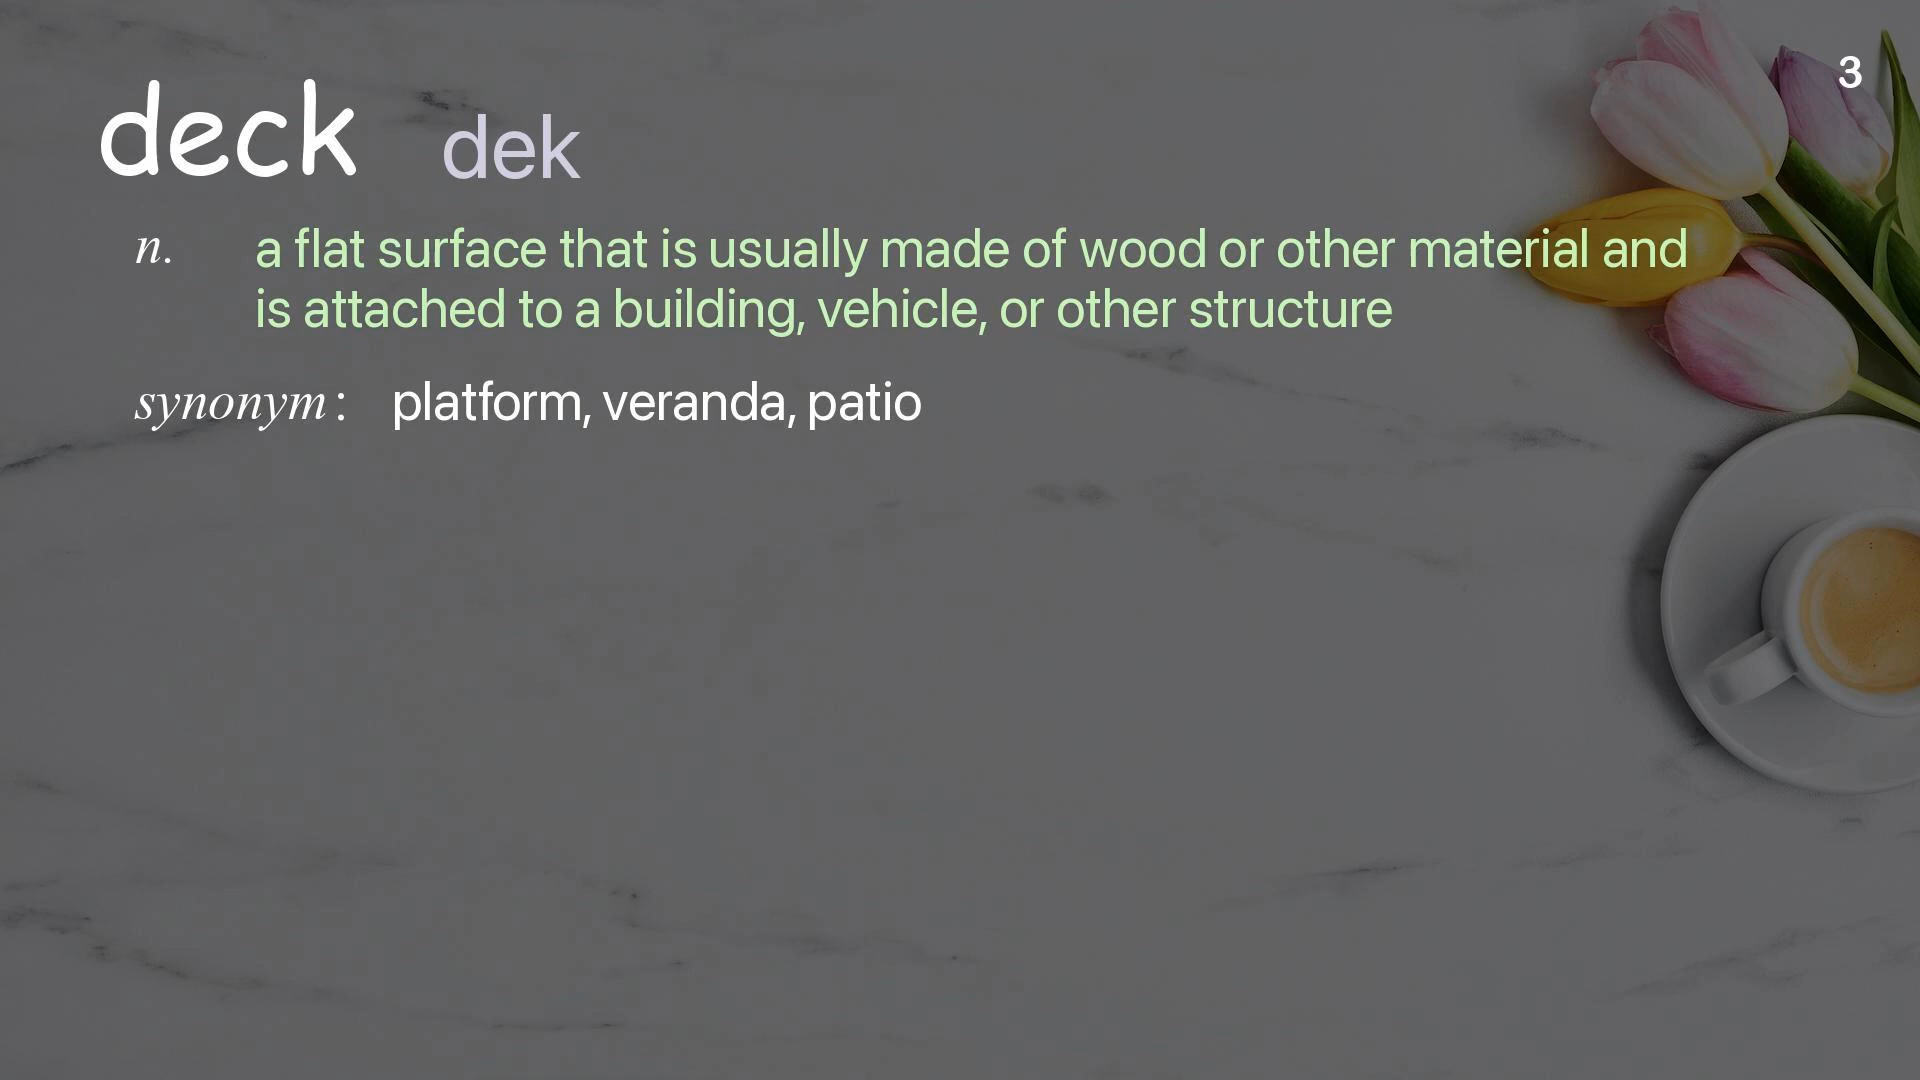 3
deck dek
n. a flat surface that is usually made of wood or other material and
is attached to a building, vehicle, or other structure
synonym: platform, veranda, patio